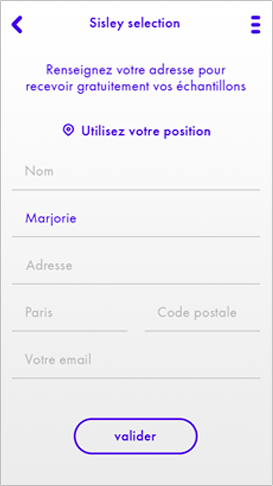 Sisley selection
Renseignez votre adresse pour
recevoir gratuitement vos échantillons
Utilisez votre position
Nom
Marjorie
Adresse
Paris Code postale
Votre email
valider